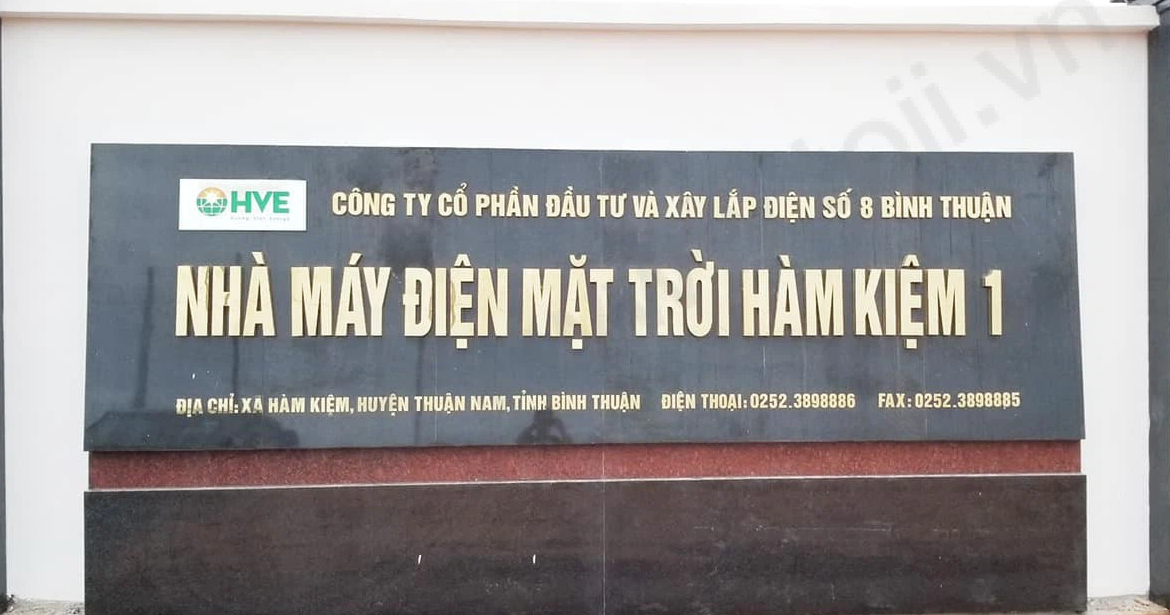 HVE
CÔNG TY CỔ PHẦN ĐẦU TƯ VÀ XÂY LẮP ĐIỆN SỐ 8 BÌNH THUẬN
NHÀ MÁY ĐIỆN MẶT TRỜI HÀM KIỆM 1
ĐỊA CHỈ: XÃ HÀM KIỆM, HUYỆN THUẬN NAM, TỈNH BÌNH THUẬN ĐIỆN THOẠI: 0252.3898886 FAX: 0252.3898885